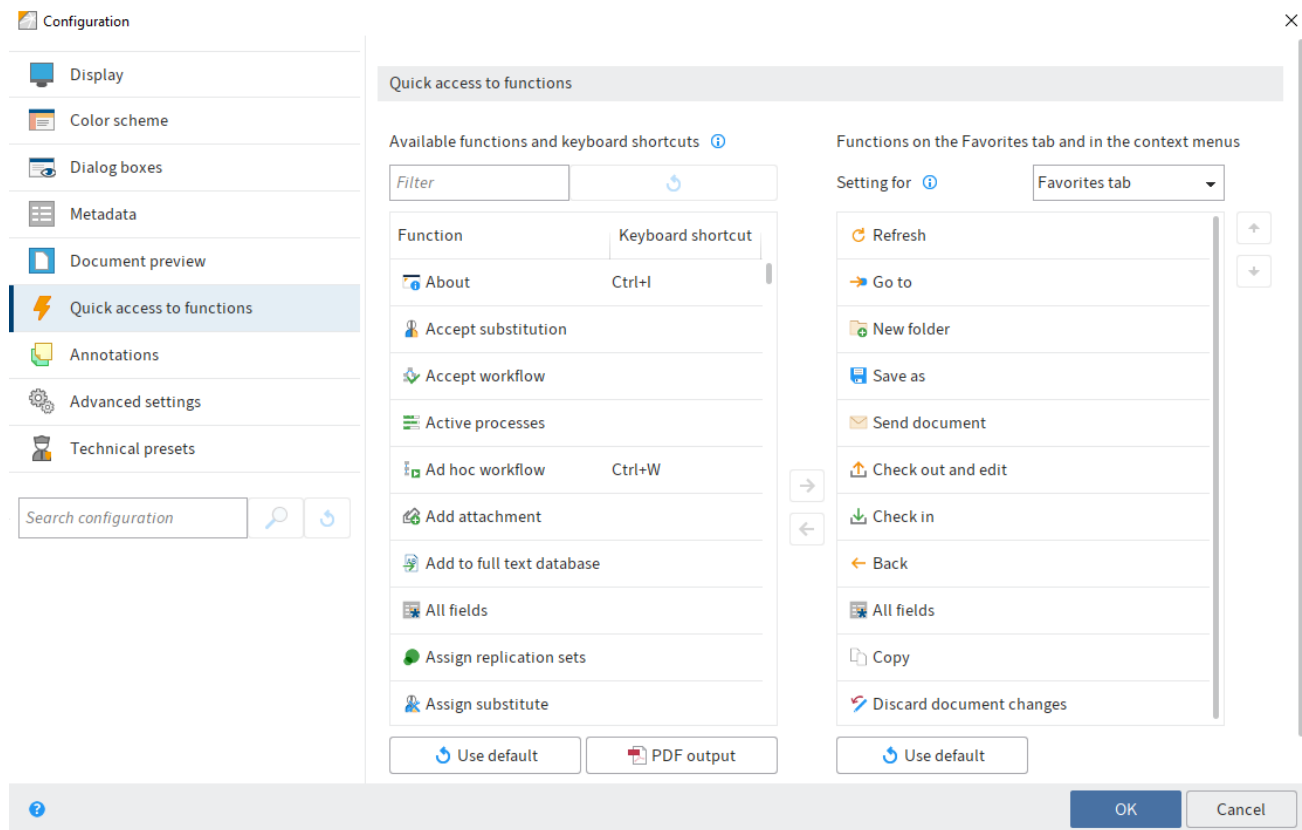 Configuration
Display
Color scheme
Dialog boxes
Metadata
Document preview
Quick access to functions
Annotations
Advanced settings
Technical presets
Search configuration
Quick access to functions
Available functions and keyboard shortcuts
Filter
Function Keyboard shortcut
About Ctrl+I
Accept substitution
Accept workflow
Active processes
Ad hoc workflow Ctrl+W
Add attachment
Add to full text database
All fields
Assign replication sets
Assign substitute
Use default PDF output
Functions on the Favorites tab and in the context menus
Setting for Favorites tab
Refresh
Go to
New folder
Save as
Send document
Check out and edit
Check in
Back
All fields
Copy
Discard document changes
Use default
OK Cancel